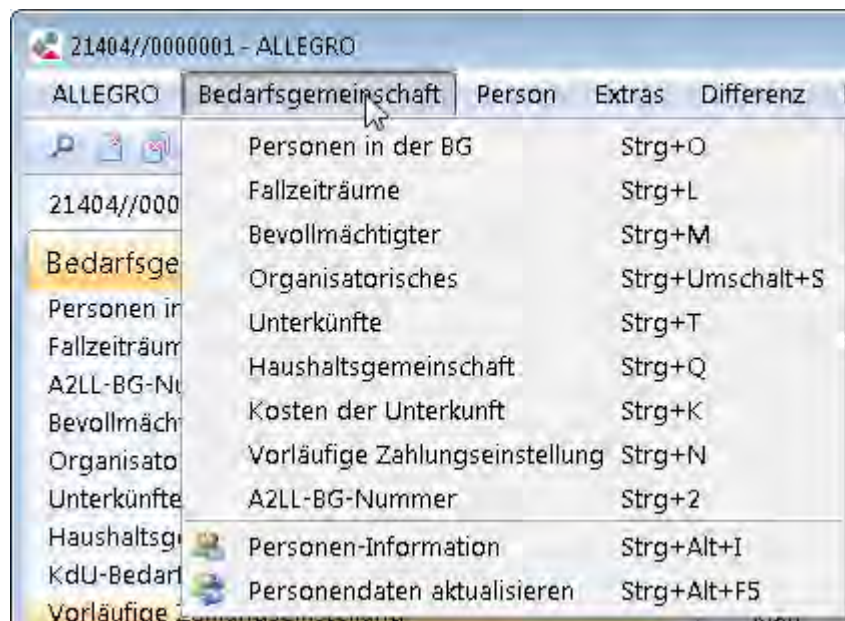 21404//0000001 - ALLEGRO
ALLEGRO Bedarfsgemeinschaft Person Extras Differenz
Personen in der BG Strg+O
21404//000 Fallzeiträume Strg+L
Bevollmächtigter Strg+M
Bedarfsge Organisatorisches Strg+Umschalt+S
Personen in Unterkünfte Strg+T
Fallzeiträum
A2LL-BG-Nu Haushaltsgemeinschaft Strg+Q
Bevollmäch Kosten der Unterkunft Strg+K
Organisato Vorläufige Zahlungseinstellung Strg+N
Unterkünfte A2LL-BG-Nummer Strg+2
Haushaltsg Personen-Information Strg+Alt+I
KdU-Bedarf Personendaten aktualisieren Strg+Alt+F5
Vorläufige